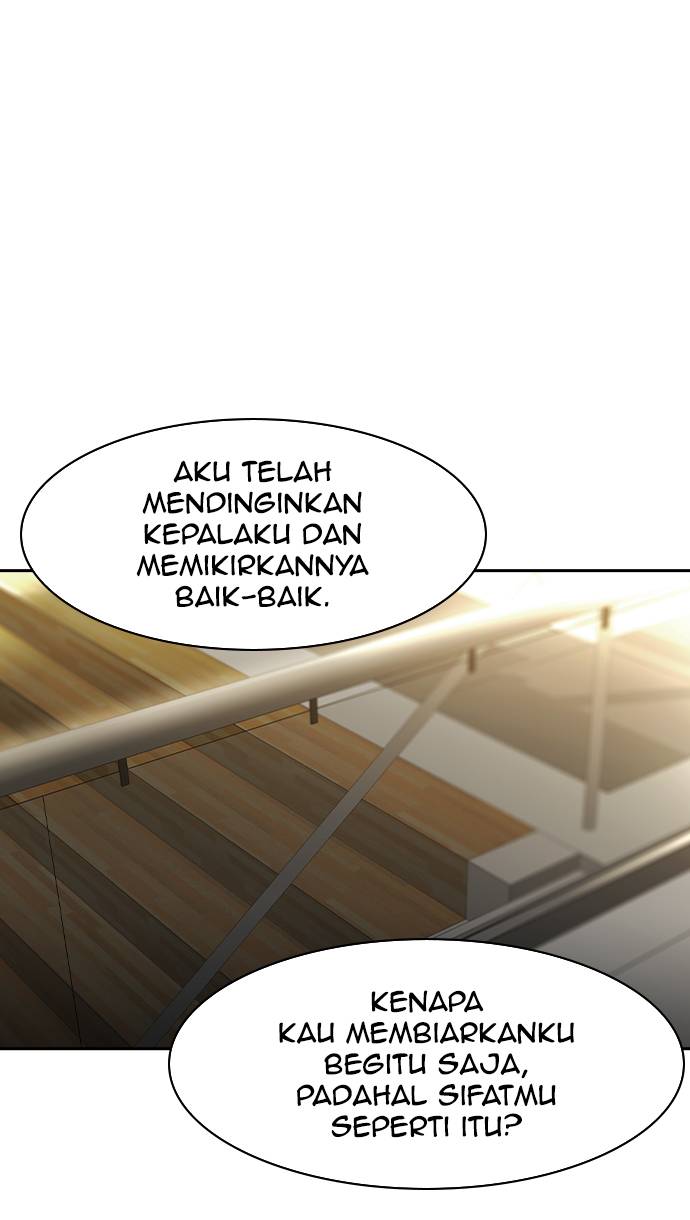 AKU TELAH
MENDINGINKAN
KEPALAKU DAN
MEMIKIRKANNYA
BAIK-BAIK.
KENAPA
KAU MEMBIARKANKU
BEGITU SAJA,
PADAHAL SIFATMU
SEPERTI ITU?